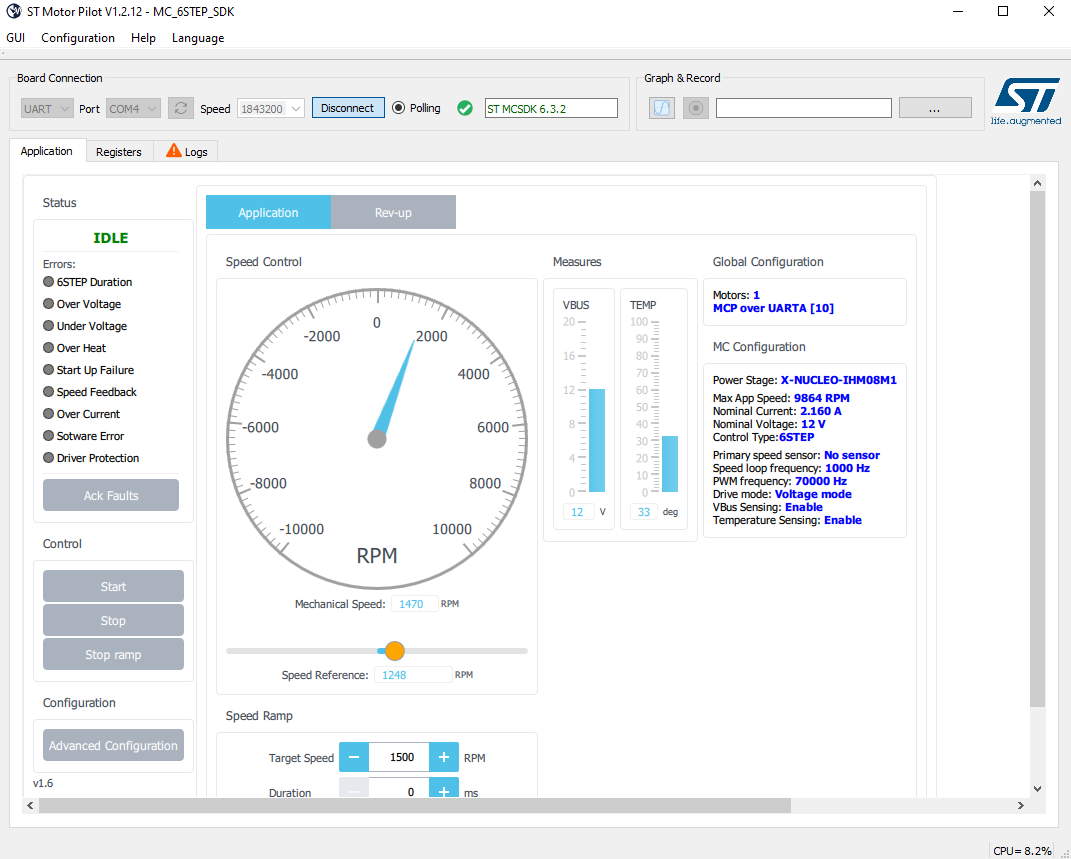 ST Motor Pilot V1.2.12 - MC_6STEP_SDK
GUI Configuration Help Language
Board Connection
UART Port COM4 Speed 1843200 Disconnect Polling ST MCSDK 6.3.2
Graph & Record
...
ST
life.augmented
Application Registers Logs
Status
IDLE
Errors:
6STEP Duration
Over Voltage
Under Voltage
Over Heat
Start Up Failure
Speed Feedback
Over Current
Sotware Error
Driver Protection
Ack Faults
Control
Start
Stop
Stop ramp
Configuration
Advanced Configuration
v1.6
Application Rev-up
Speed Control
0
-2000 2000
-4000 4000
-6000 6000
-8000 8000
-10000 10000
RPM
Mechanical Speed: 1470 RPM
Speed Reference: 1248 RPM
Speed Ramp
Target Speed − 1500 + RPM
Duration − 0 + ms
Measures
VBUS
20
16
12
8
4
0
12 V
TEMP
100
90
80
70
60
50
40
30
20
10
0
33 deg
Global Configuration
Motors: 1
MCP over UARTA [10]
MC Configuration
Power Stage: X-NUCLEO-IHM08M1
Max App Speed: 9864 RPM
Nominal Current: 2.160 A
Nominal Voltage: 12 V
Control Type:6STEP
Primary speed sensor: No sensor
Speed loop frequency: 1000 Hz
PWM frequency: 70000 Hz
Drive mode: Voltage mode
VBus Sensing: Enable
Temperature Sensing: Enable
CPU= 8.2%